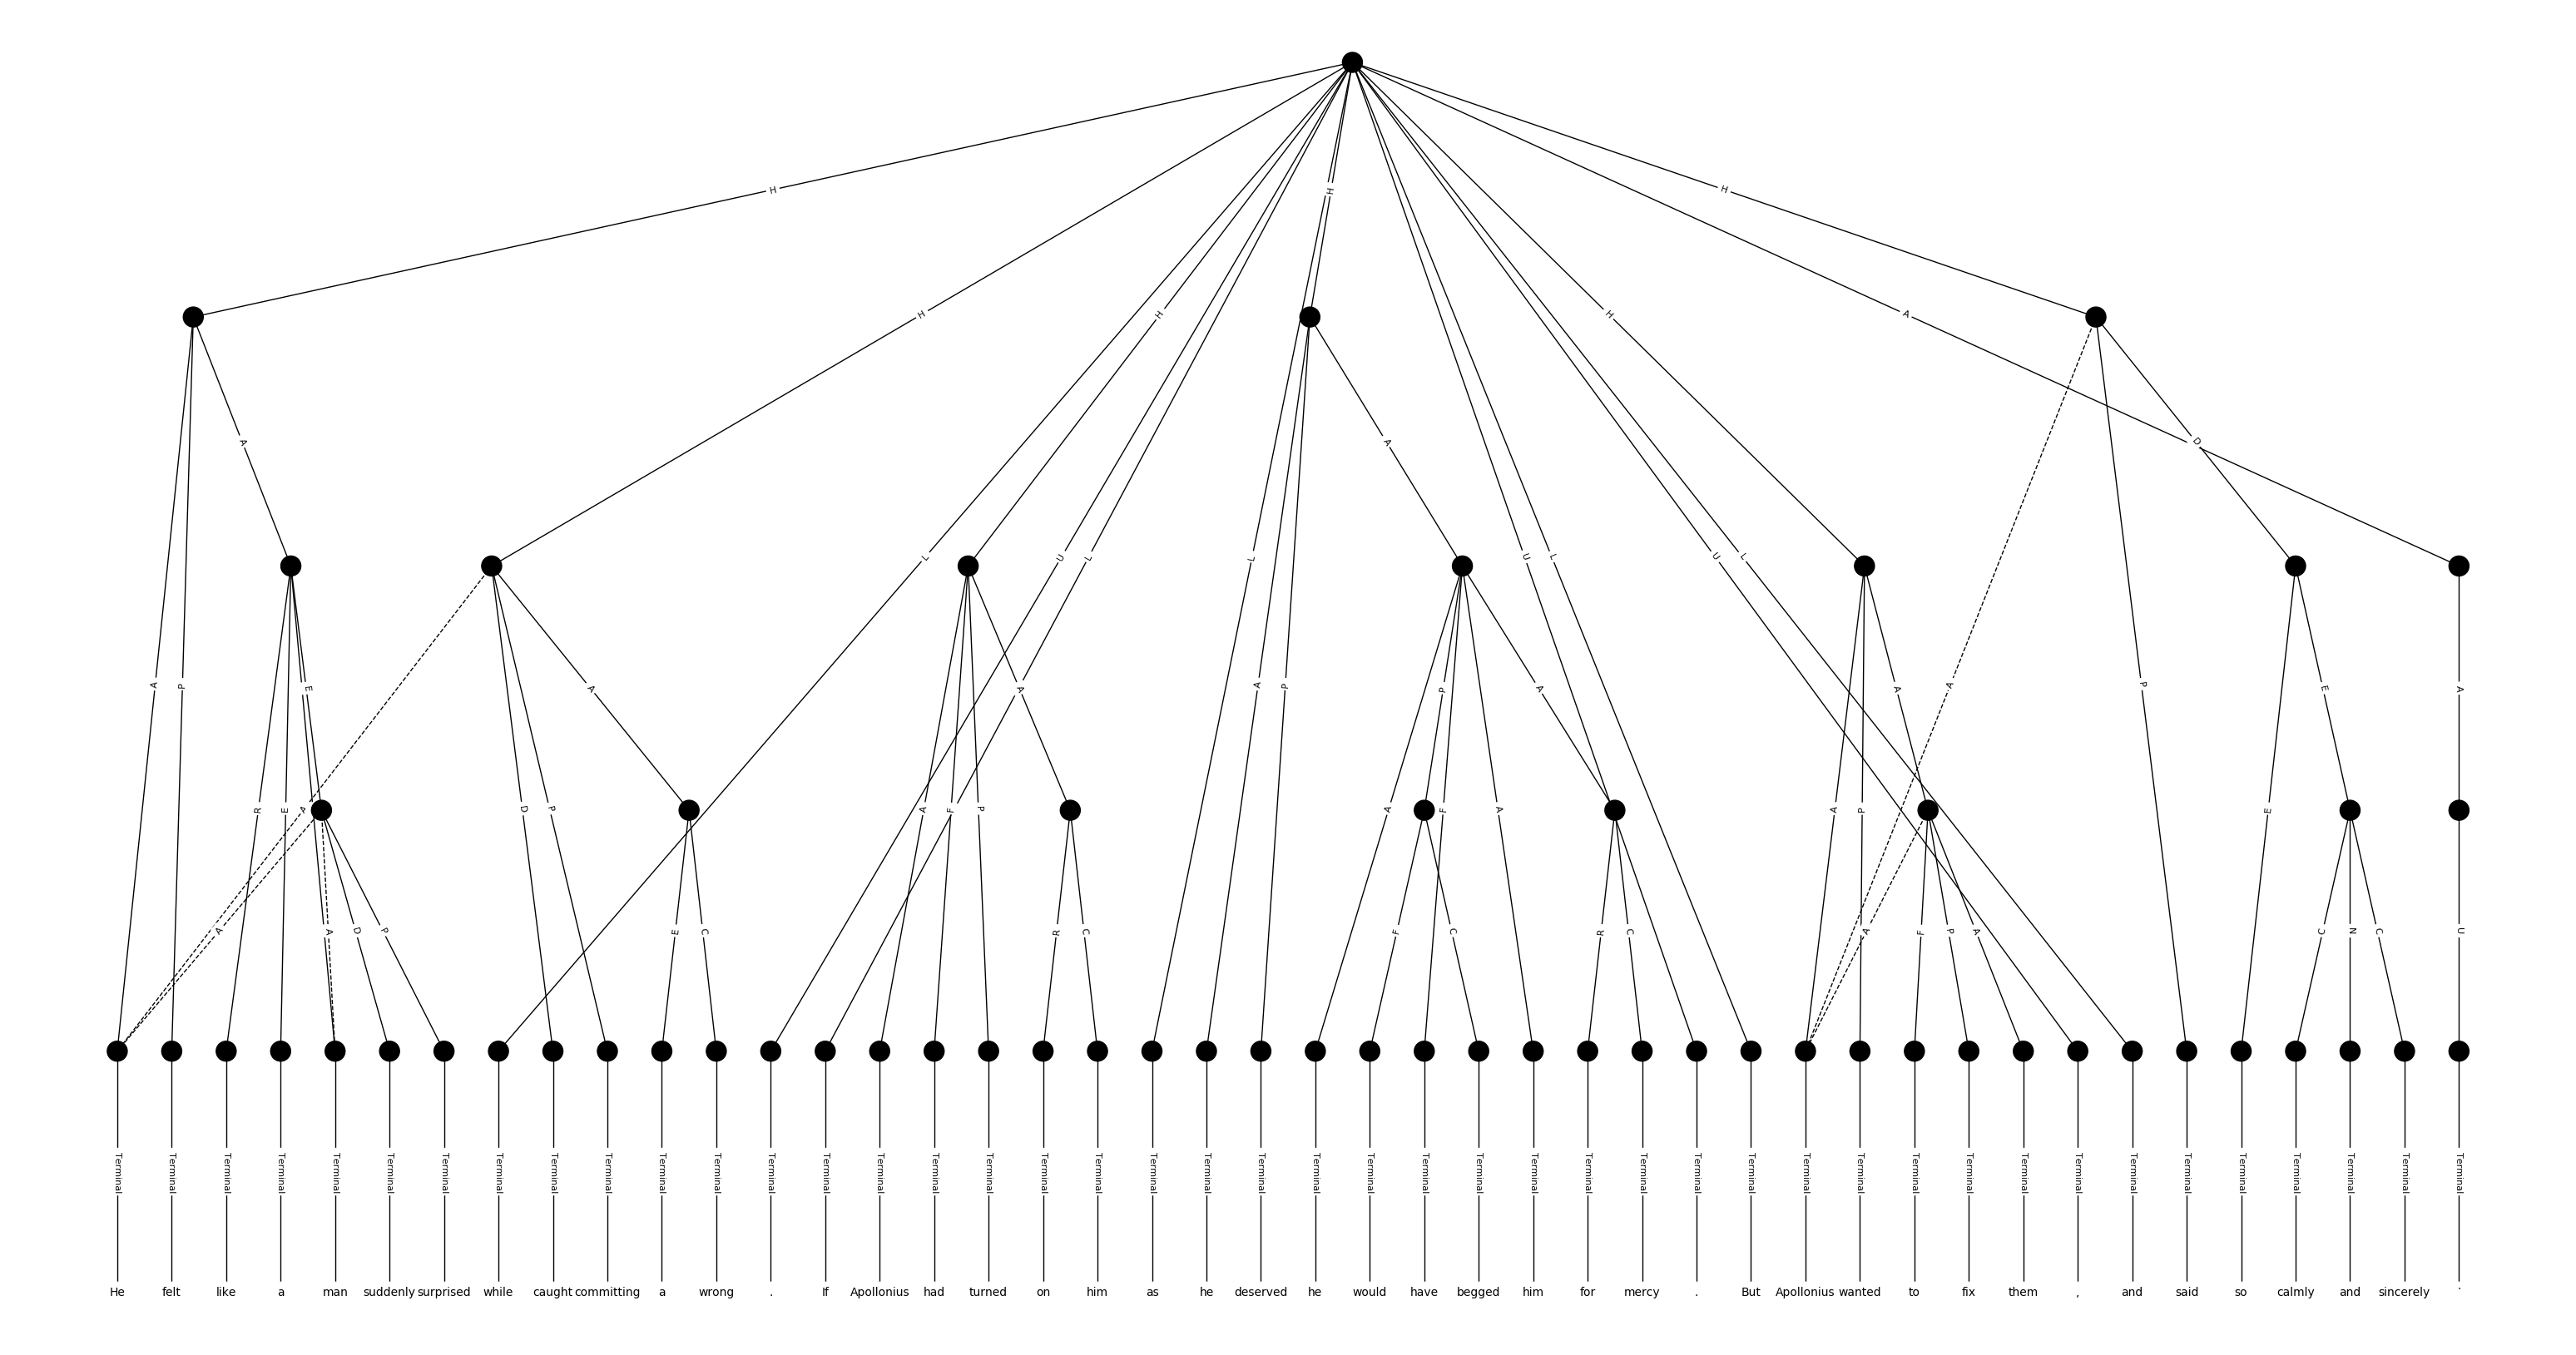 H
H H
H H H A
L U L L A P A U L U L A P D
A P E A P A A E A
R E A D P A F P A P F A A A P E
A A D P E C R C F C R C A F P A C N C U
Terminal Terminal Terminal Terminal Terminal Terminal Terminal Terminal Terminal Terminal Terminal Terminal Terminal Terminal Terminal Terminal Terminal Terminal Terminal Terminal Terminal Terminal Terminal Terminal Terminal Terminal Terminal Terminal Terminal Terminal Terminal Terminal Terminal Terminal Terminal Terminal Terminal Terminal Terminal Terminal Terminal Terminal Terminal Terminal
He felt like a man suddenly surprised while caught committing a wrong . If Apollonius had turned on him as he deserved he would have begged him for mercy . But Apollonius wanted to fix them , and said so calmly and sincerely .